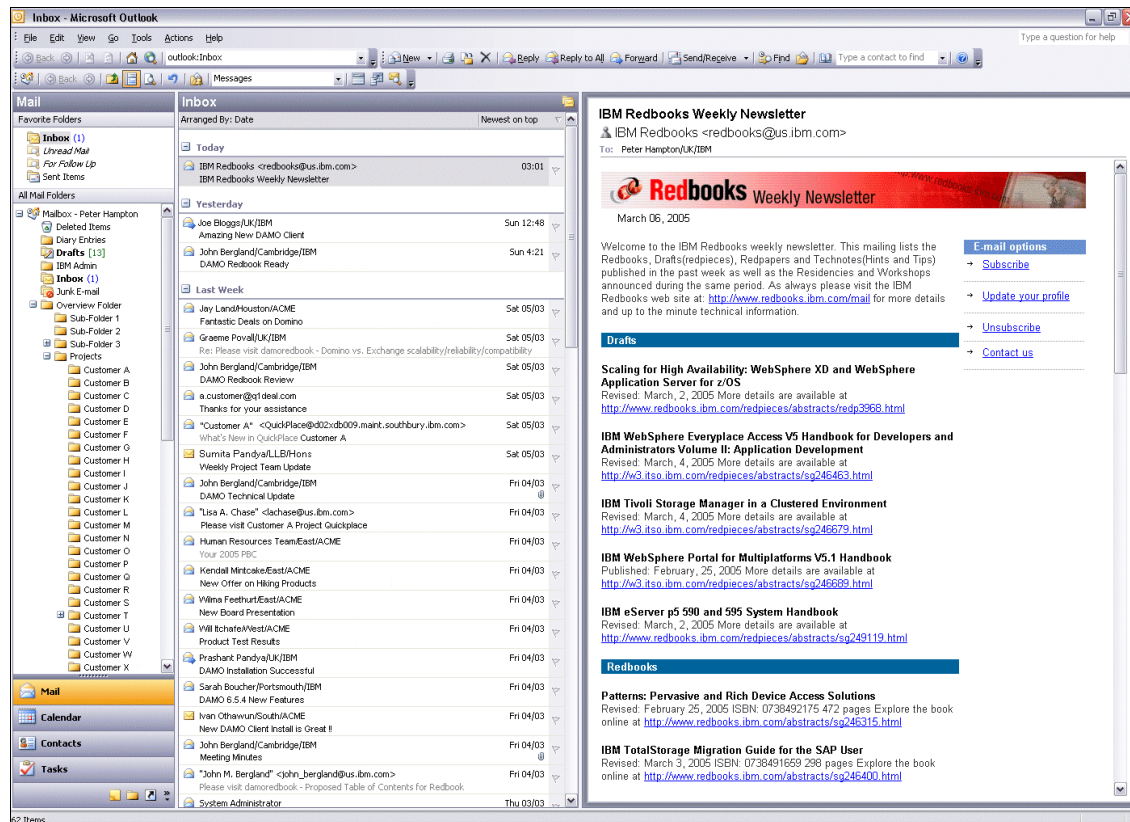 Inbox - Microsoft Outlook
File Edit View Go Tools Actions Help
Type a question for help
Back outlook:Inbox New Reply Reply to All Forward Send/Receive Find Type a contact to find
Back Messages
Mail
Favorite Folders
Inbox (1)
Unread Mail
For Follow Up
Sent Items
All Mail Folders
Mailbox - Peter Hampton
Deleted Items
Diary Entries
Drafts [13]
IBM Admin
Inbox (1)
Junk E-mail
Overview Folder
Sub-Folder 1
Sub-Folder 2
Sub-Folder 3
Projects
Customer A
Customer B
Customer C
Customer D
Customer E
Customer F
Customer G
Customer H
Customer I
Customer J
Customer K
Customer L
Customer M
Customer N
Customer O
Customer P
Customer Q
Customer R
Customer S
Customer T
Customer U
Customer V
Customer W
Customer X
Mail
Calendar
Contacts
Tasks
62 Items
Inbox
Arranged By: Date Newest on top
Today
IBM Redbooks <redbooks@us.ibm.com> 03:01
IBM Redbooks Weekly Newsletter
Yesterday
Joe Bloggs/UK/IBM Sun 12:48
Amazing New DAMO Client
John Bergland/Cambridge/IBM Sun 4:21
DAMO Redbook Ready
Last Week
Jay Land/Houston/ACME Sat 05/03
Fantastic Deals on Domino
Graeme Povall/UK/IBM Sat 05/03
Re: Please visit damoredbook - Domino vs. Exchange scalability/reliability/compatibility
John Bergland/Cambridge/IBM Sat 05/03
DAMO Redbook Review
a.customer@q1deal.com Sat 05/03
Thanks for your assistance
"Customer A" <QuickPlace@d02xdb009.maint.southbury.ibm.com> Sat 05/03
What's New in QuickPlace Customer A
Sumita Pandya/LLB/Hons Sat 05/03
Weekly Project Team Update
John Bergland/Cambridge/IBM Fri 04/03
DAMO Technical Update
"Lisa A. Chase" <lachase@us.ibm.com> Fri 04/03
Please visit Customer A Project Quickplace
Human Resources Team/East/ACME Fri 04/03
Your 2005 PBC
Kendall Mintcake/East/ACME Fri 04/03
New Offer on Hiking Products
Wilma Feethurt/East/ACME Fri 04/03
New Board Presentation
Will Itchafe/West/ACME Fri 04/03
Product Test Results
Prashant Pandya/UK/IBM Fri 04/03
DAMO Installation Successful
Sarah Boucher/Portsmouth/IBM Fri 04/03
DAMO 6.5.4 New Features
Ivan Othawun/South/ACME Fri 04/03
New DAMO Client Install is Great !!
John Bergland/Cambridge/IBM Fri 04/03
Meeting Minutes
"John M. Bergland" <john_bergland@us.ibm.com> Fri 04/03
Please visit damoredbook - Proposed Table of Contents for Redbook
System Administrator Thu 03/03
IBM Redbooks Weekly Newsletter
IBM Redbooks <redbooks@us.ibm.com>
To: Peter Hampton/UK/IBM
Redbooks Weekly Newsletter
March 06, 2005
Welcome to the IBM Redbooks weekly newsletter. This mailing lists the
Redbooks, Drafts(redpieces), Redpapers and Technotes(Hints and Tips)
published in the past week as well as the Residencies and Workshops
announced during the same period. As always please visit the IBM
Redbooks web site at: http://www.redbooks.ibm.com/mail for more details
and up to the minute technical information.
E-mail options
Subscribe
Update your profile
Unsubscribe
Contact us
Drafts
Scaling for High Availability: WebSphere XD and WebSphere
Application Server for z/OS
Revised: March, 2, 2005 More details are available at
http://www.redbooks.ibm.com/redpieces/abstracts/redp3968.html
IBM WebSphere Everyplace Access V5 Handbook for Developers and
Administrators Volume II: Application Development
Revised: March, 4, 2005 More details are available at
http://w3.itso.ibm.com/redpieces/abstracts/sg246463.html
IBM Tivoli Storage Manager in a Clustered Environment
Revised: March, 4, 2005 More details are available at
http://w3.itso.ibm.com/redpieces/abstracts/sg246679.html
IBM WebSphere Portal for Multiplatforms V5.1 Handbook
Published: February, 25, 2005 More details are available at
http://w3.itso.ibm.com/redpieces/abstracts/sg246689.html
IBM eServer p5 590 and 595 System Handbook
Revised: March, 2, 2005 More details are available at
http://www.redbooks.ibm.com/redpieces/abstracts/sg249119.html
Redbooks
Patterns: Pervasive and Rich Device Access Solutions
Revised: February 25, 2005 ISBN: 0738492175 472 pages Explore the book
online at http://www.redbooks.ibm.com/abstracts/sg246315.html
IBM TotalStorage Migration Guide for the SAP User
Revised: March 3, 2005 ISBN: 0738491659 298 pages Explore the book
online at http://www.redbooks.ibm.com/abstracts/sg246400.html